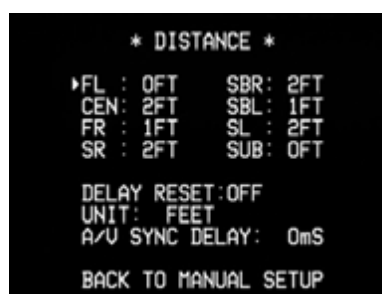 * DISTANCE *
▸FL : 0FT SBR: 2FT
CEN: 2FT SBL: 1FT
FR : 1FT SL : 2FT
SR : 2FT SUB: 0FT
DELAY RESET:OFF
UNIT: FEET
A/V SYNC DELAY: 0mS
BACK TO MANUAL SETUP